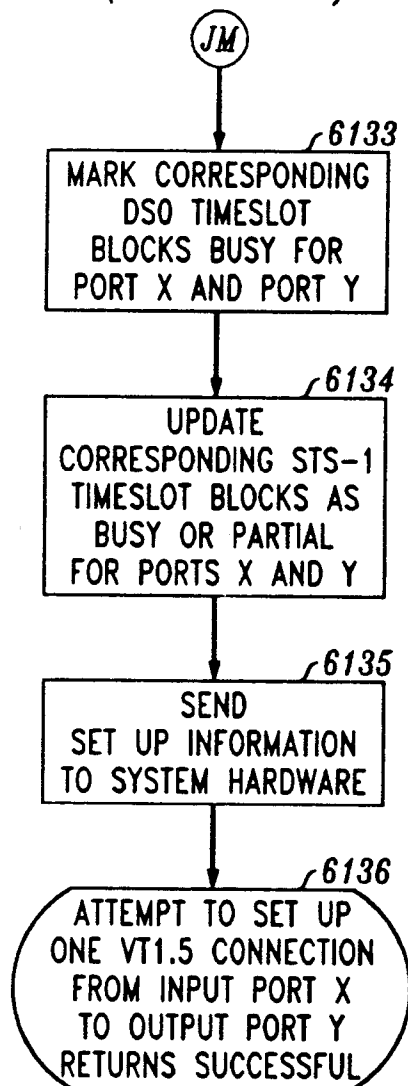 JM
6133
MARK CORRESPONDING
DS0 TIMESLOT
BLOCKS BUSY FOR
PORT X AND PORT Y
6134
UPDATE
CORRESPONDING STS-1
TIMESLOT BLOCKS AS
BUSY OR PARTIAL
FOR PORTS X AND Y
6135
SEND
SET UP INFORMATION
TO SYSTEM HARDWARE
6136
ATTEMPT TO SET UP
ONE VT1.5 CONNECTION
FROM INPUT PORT X
TO OUTPUT PORT Y
RETURNS SUCCESSFUL